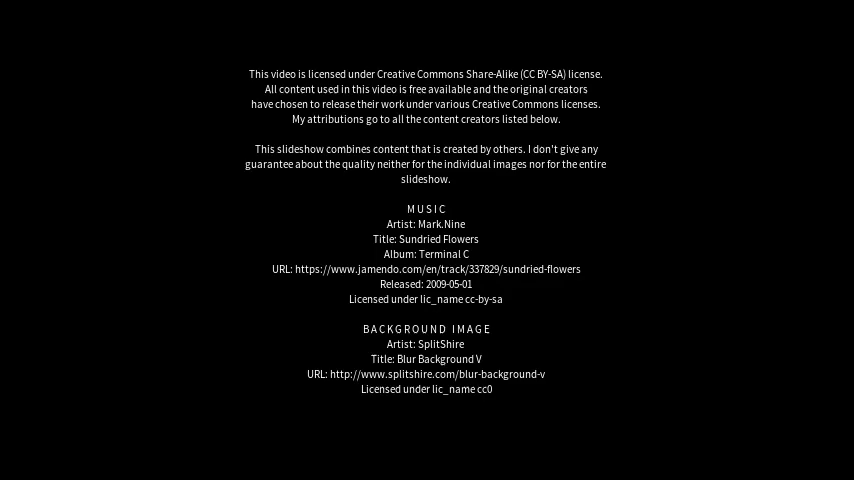 This video is licensed under Creative Commons Share-Alike (CC BY-SA) license.
All content used in this video is free available and the original creators
have chosen to release their work under various Creative Commons licenses.
My attributions go to all the content creators listed below.
This slideshow combines content that is created by others. I don't give any
guarantee about the quality neither for the individual images nor for the entire
slideshow.
MUSIC
Artist: Mark.Nine
Title: Sundried Flowers
Album: Terminal C
URL: https://www.jamendo.com/en/track/337829/sundried-flowers
Released: 2009-05-01
Licensed under lic_name cc-by-sa
BACKGROUND IMAGE
Artist: SplitShire
Title: Blur Background V
URL: http://www.splitshire.com/blur-background-v
Licensed under lic_name cc0